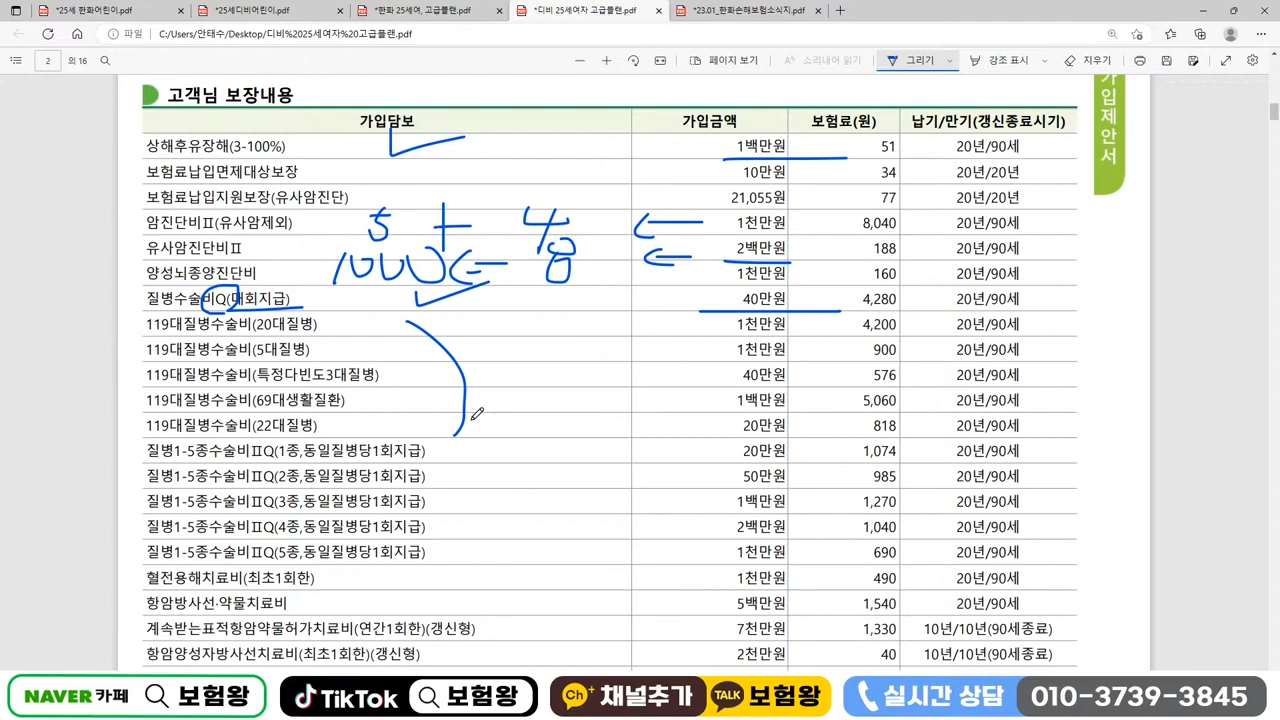 *25세 한화어린이.pdf
*25세디비어린이.pdf
*한화 25세여, 고급플랜.pdf
*디비 25세여자 고급플랜.pdf
*23.01_한화손해보험소식지.pdf
파일 C:/Users/안태수/Desktop/디비%2025세여자%20고급플랜.pdf
2 의 16 페이지 보기 소리내어 읽기 그리기 강조 표시 지우기
고객님 보장내용
가입제안서
가입담보 가입금액 보험료(원) 납기/만기(갱신종료시기)
상해후유장해(3-100%) 1백만원 51 20년/90세
보험료납입면제대상보장 10만원 34 20년/20년
보험료납입지원보장(유사암진단) 21,055원 77 20년/20년
암진단비Ⅱ(유사암제외) 5 + 40 1천만원 8,040 20년/90세
유사암진단비Ⅱ 2백만원 188 20년/90세
양성뇌종양진단비 1000 8 1천만원 160 20년/90세
질병수술비Q(매회지급) 40만원 4,280 20년/90세
119대질병수술비(20대질병) 1천만원 4,200 20년/90세
119대질병수술비(5대질병) 1천만원 900 20년/90세
119대질병수술비(특정다빈도3대질병) 40만원 576 20년/90세
119대질병수술비(69대생활질환) 1백만원 5,060 20년/90세
119대질병수술비(22대질병) 20만원 818 20년/90세
질병1-5종수술비ⅡQ(1종,동일질병당1회지급) 20만원 1,074 20년/90세
질병1-5종수술비ⅡQ(2종,동일질병당1회지급) 50만원 985 20년/90세
질병1-5종수술비ⅡQ(3종,동일질병당1회지급) 1백만원 1,270 20년/90세
질병1-5종수술비ⅡQ(4종,동일질병당1회지급) 2백만원 1,040 20년/90세
질병1-5종수술비ⅡQ(5종,동일질병당1회지급) 1천만원 690 20년/90세
혈전용해치료비(최초1회한) 1천만원 490 20년/90세
항암방사선·약물치료비 5백만원 1,540 20년/90세
계속받는표적항암약물허가치료비(연간1회한)(갱신형) 7천만원 1,330 10년/10년(90세종료)
항암양성자방사선치료비(최초1회한)(갱신형) 2천만원 40 10년/10년(90세종료)
NAVER 카페 보험왕 TikTok 보험왕 Ch+ 채널추가 TALK 보험왕 실시간 상담 010-3739-3845